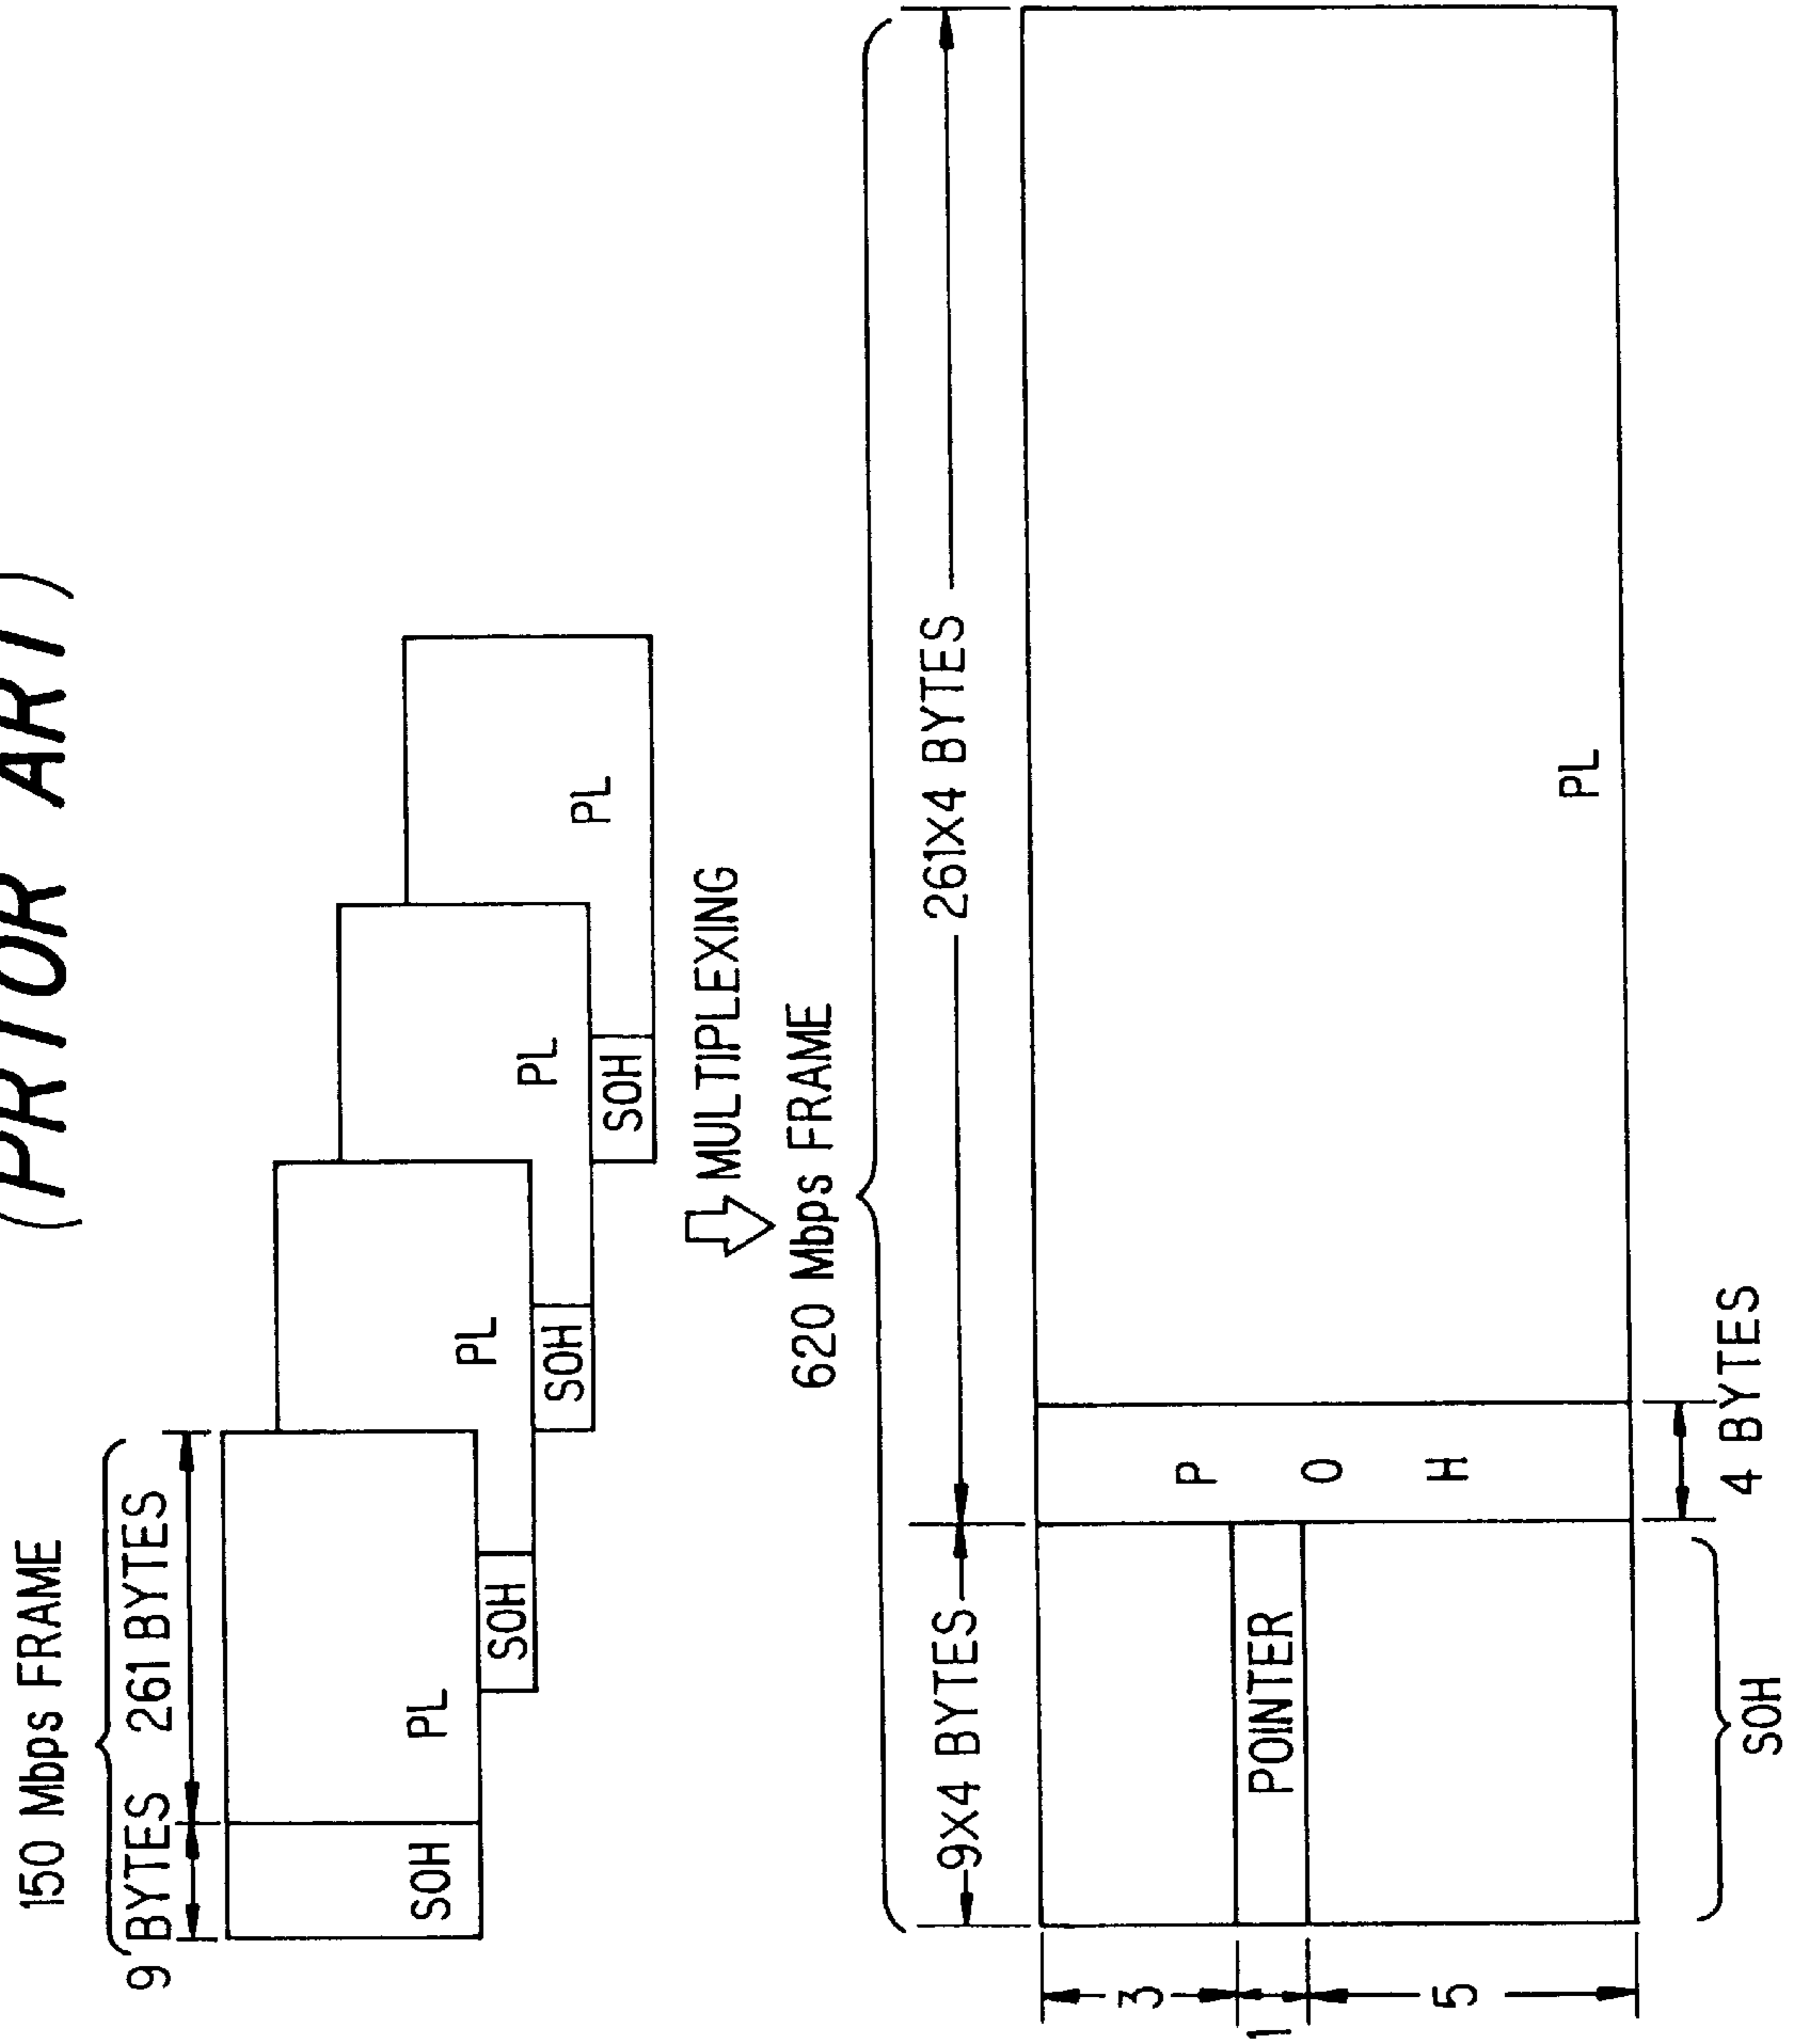 (PRIOR ART)
150 Mbps FRAME
9 BYTES 261 BYTES
SOH PL
SOH PL
SOH PL
SOH PL
MULTIPLEXING
620 Mbps FRAME
9X4 BYTES 261X4 BYTES
3
1
5
POINTER
P
O
H
PL
SOH
4 BYTES